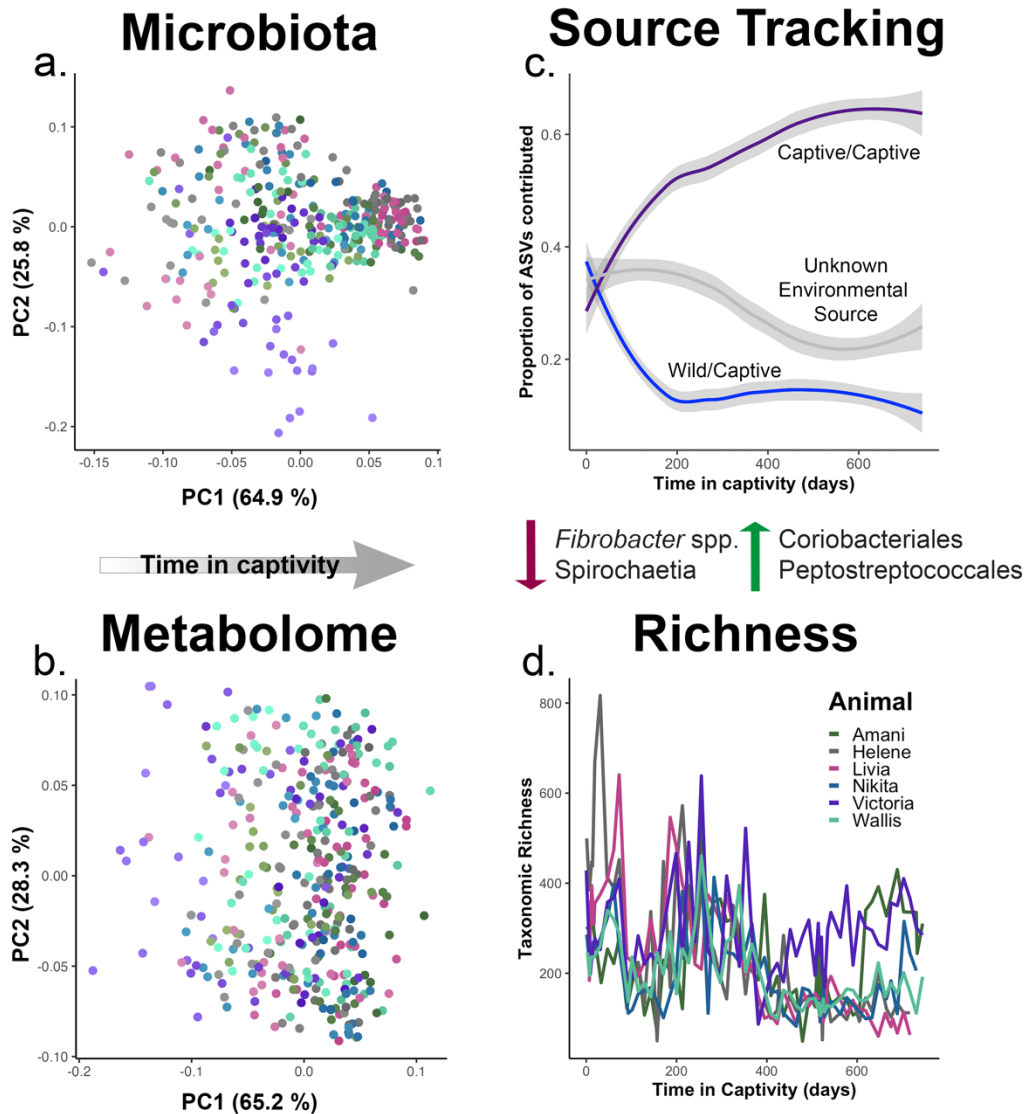 Microbiota
a.
0.1
0.0
-0.1
-0.2
PC2 (25.8 %)
-0.15
-0.10
-0.05
0.00
0.05
0.1
PC1 (64.9 %)
Source Tracking
c.
0.6
0.4
0.2
Proportion of ASVs contributed
Captive/Captive
Unknown
Environmental
Source
Wild/Captive
0
200
400
600
Time in captivity (days)
Time in captivity
Fibrobacter spp.
Spirochaetia
Coriobacteriales
Peptostreptococcales
Metabolome
b.
0.10
0.05
0.00
-0.05
-0.10
PC2 (28.3 %)
-0.2
-0.1
0.0
0.1
PC1 (65.2 %)
Richness
d.
800
600
400
200
Taxonomic Richness
Animal
Amani
Helene
Livia
Nikita
Victoria
Wallis
0
200
400
600
Time in Captivity (days)